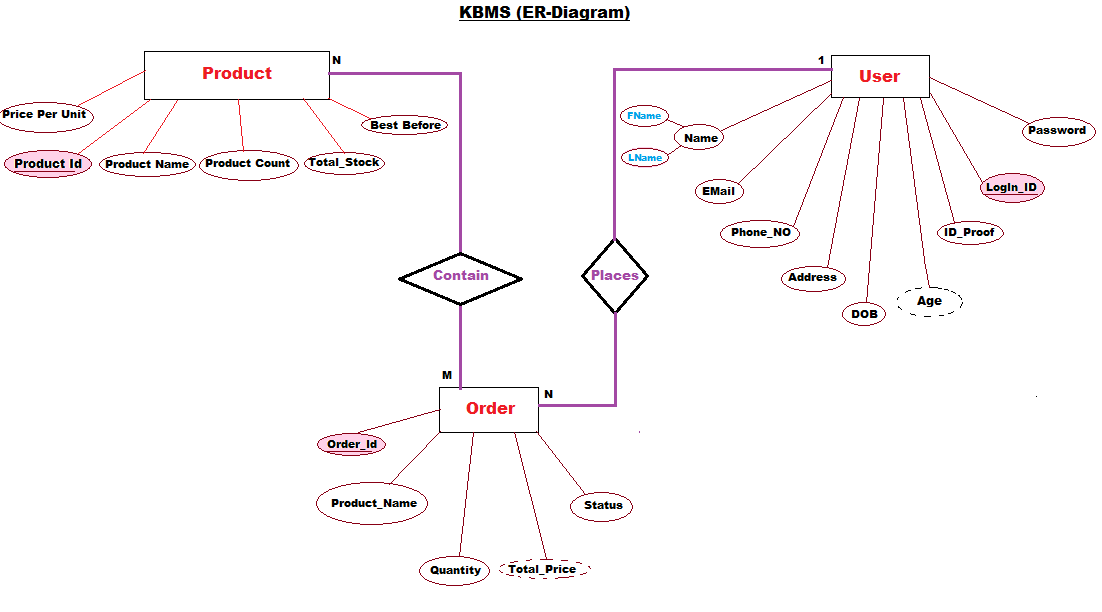 KBMS (ER-Diagram)
Product
N
1
User
Price Per Unit
Product Id
Product Name
Product Count
Total_Stock
Best Before
FName
LName
Name
EMail
Phone_NO
Address
DOB
Age
ID_Proof
LogIn_ID
Password
Contain
Places
M
Order
N
Order_Id
Product_Name
Quantity
Total_Price
Status